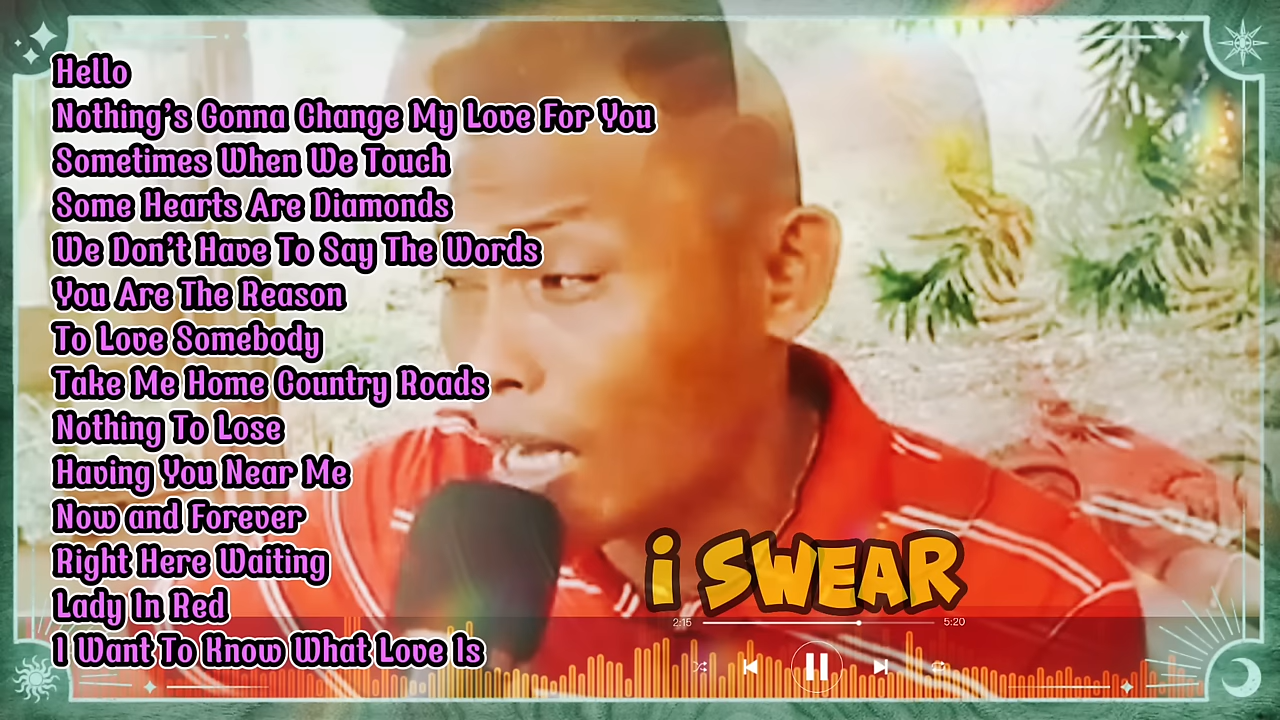 Hello
Nothing's Gonna Change My Love For You
Sometimes When We Touch
Some Hearts Are Diamonds
We Don't Have To Say The Words
You Are The Reason
To Love Somebody
Take Me Home Country Roads
Nothing To Lose
Having You Near Me
Now and Forever
Right Here Waiting
Lady In Red
I Want To Know What Love Is
i SWEAR
2:15 5:20